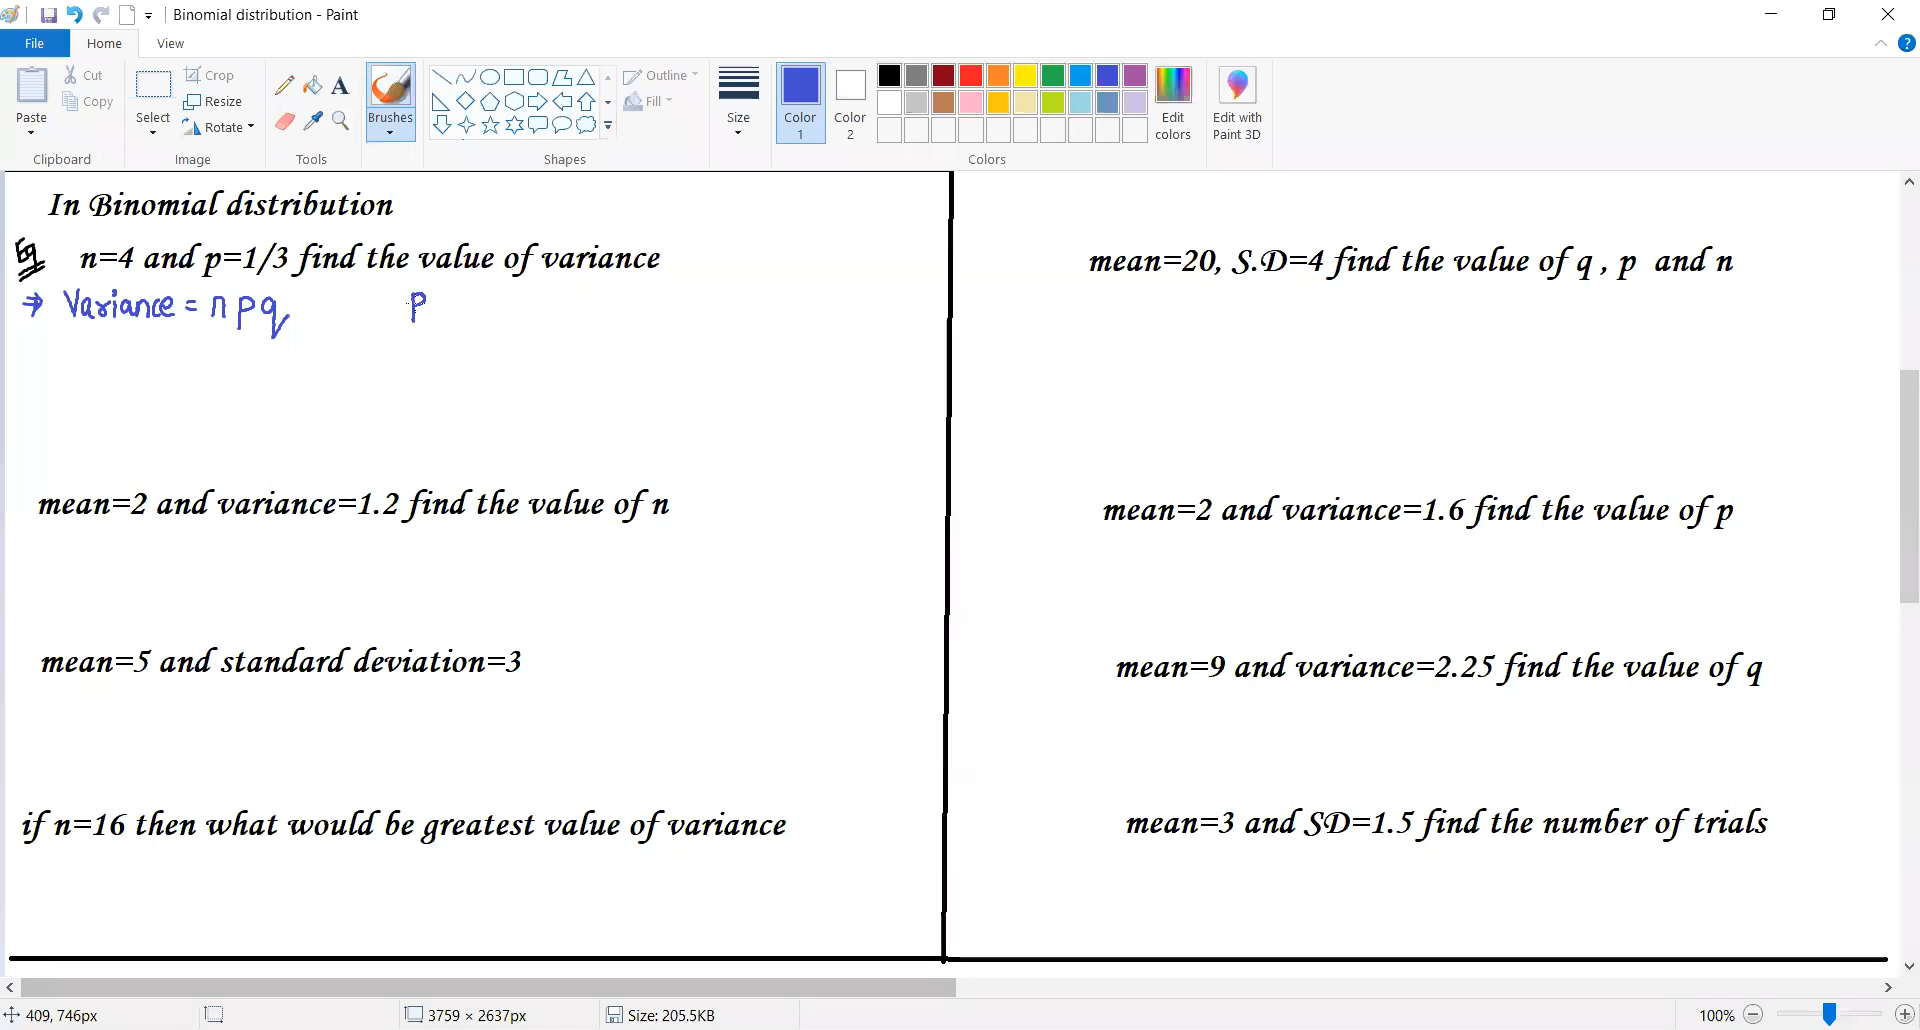 Binomial distribution - Paint
File Home View
Paste
Cut
Copy
Clipboard
Select
Crop
Resize
Rotate
Image
A
Tools
Brushes
Shapes
Outline
Fill
Size
Color 1
Color 2
Colors
Edit colors
Edit with Paint 3D
In Binomial distribution
Eg n=4 and p=1/3 find the value of variance
⇒ Variance = n p q p
mean=2 and variance=1.2 find the value of n
mean=5 and standard deviation=3
if n=16 then what would be greatest value of variance
mean=20, S.D=4 find the value of q , p and n
mean=2 and variance=1.6 find the value of p
mean=9 and variance=2.25 find the value of q
mean=3 and SD=1.5 find the number of trials
409, 746px 3759 × 2637px Size: 205.5KB 100%